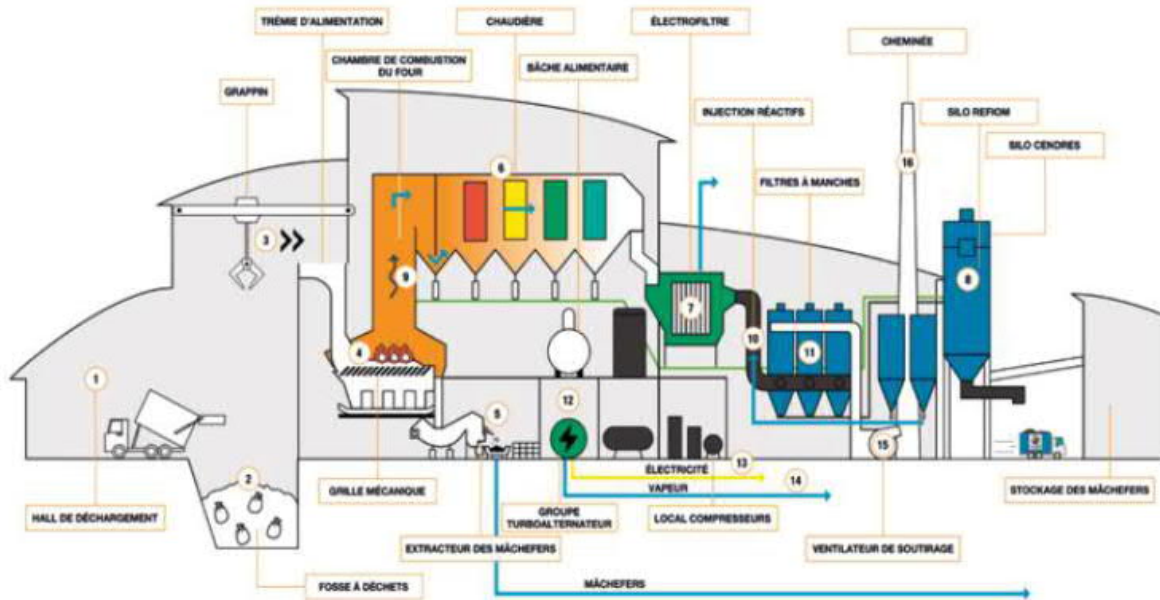 TRÉMIE D'ALIMENTATION
CHAUDIÈRE
ÉLECTROFILTRE
CHEMINÉE
CHAMBRE DE COMBUSTION
DU FOUR
BÂCHE ALIMENTAIRE
GRAPPIN
INJECTION RÉACTIFS
SILO REFIOM
SILO CENDRES
16
6
FILTRES À MANCHES
3
9
8
7
4
10
11
1
12
5
15
13
ÉLECTRICITÉ
14
VAPEUR
2
GRILLE MÉCANIQUE
STOCKAGE DES MÂCHEFERS
HALL DE DÉCHARGEMENT
GROUPE
TURBOALTERNATEUR
LOCAL COMPRESSEURS
EXTRACTEUR DES MÂCHEFERS
VENTILATEUR DE SOUTIRAGE
FOSSE À DÉCHETS
MÂCHEFERS